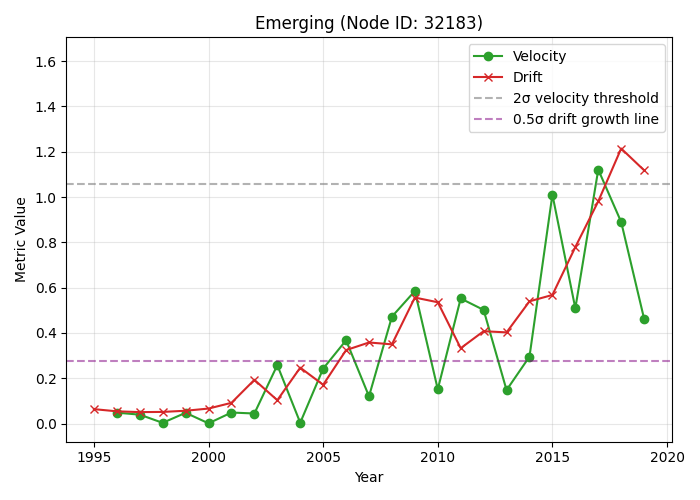 Emerging (Node ID: 32183)
Velocity
Drift
2σ velocity threshold
0.5σ drift growth line
Metric Value
1.6
1.4
1.2
1.0
0.8
0.6
0.4
0.2
0.0
1995
2000
2005
2010
2015
2020
Year